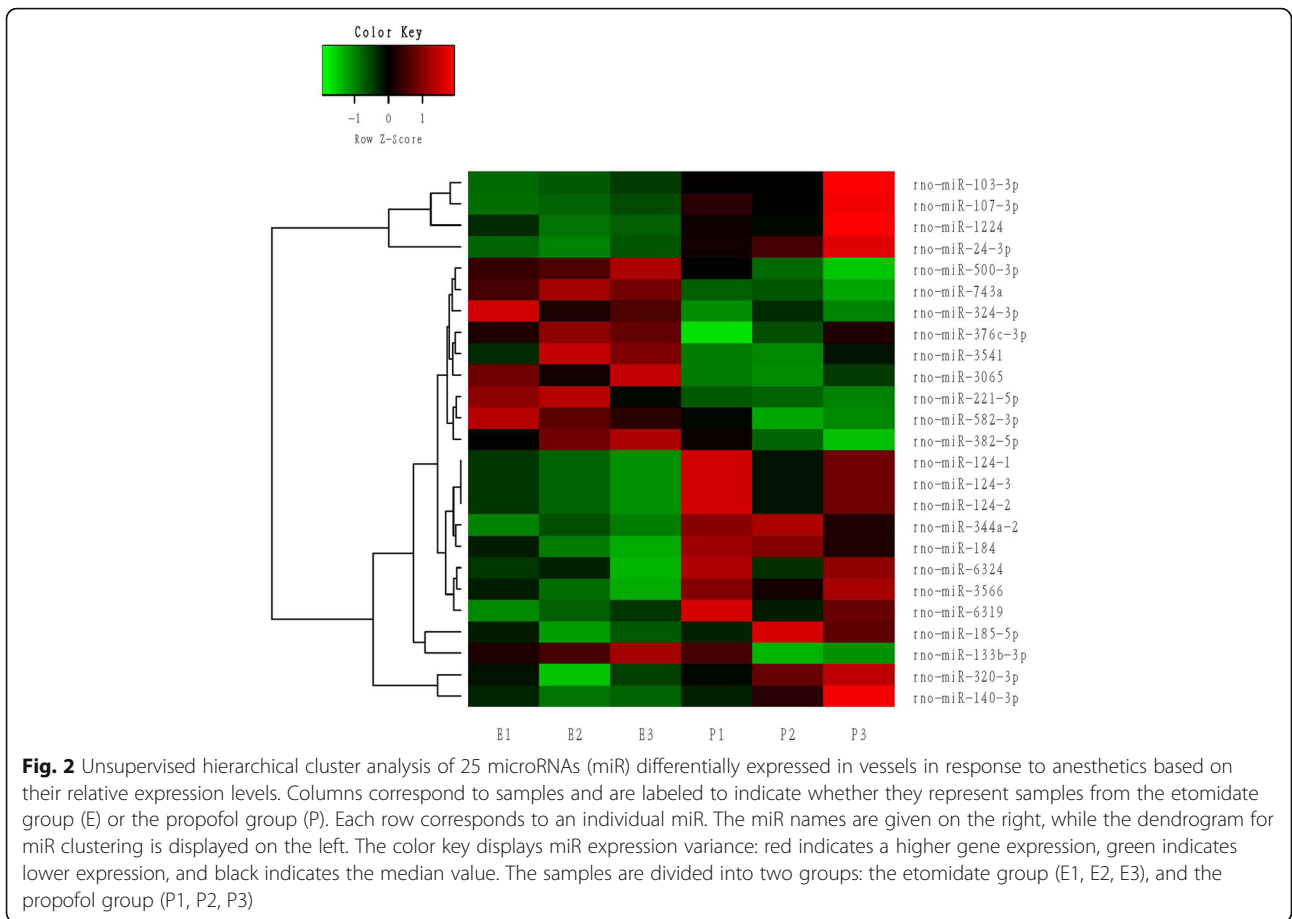 Color Key
-1 0 1
Row Z-Score
rno-miR-103-3p
rno-miR-107-3p
rno-miR-1224
rno-miR-24-3p
rno-miR-500-3p
rno-miR-743a
rno-miR-324-3p
rno-miR-376c-3p
rno-miR-3541
rno-miR-3065
rno-miR-221-5p
rno-miR-582-3p
rno-miR-382-5p
rno-miR-124-1
rno-miR-124-3
rno-miR-124-2
rno-miR-344a-2
rno-miR-184
rno-miR-6324
rno-miR-3566
rno-miR-6319
rno-miR-185-5p
rno-miR-133b-3p
rno-miR-320-3p
rno-miR-140-3p
E1 E2 E3 P1 P2 P3
Fig. 2 Unsupervised hierarchical cluster analysis of 25 microRNAs (miR) differentially expressed in vessels in response to anesthetics based on
their relative expression levels. Columns correspond to samples and are labeled to indicate whether they represent samples from the etomidate
group (E) or the propofol group (P). Each row corresponds to an individual miR. The miR names are given on the right, while the dendrogram for
miR clustering is displayed on the left. The color key displays miR expression variance: red indicates a higher gene expression, green indicates
lower expression, and black indicates the median value. The samples are divided into two groups: the etomidate group (E1, E2, E3), and the
propofol group (P1, P2, P3)